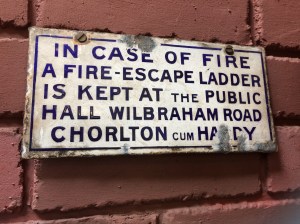 IN CASE OF FIRE
A FIRE-ESCAPE LADDER
IS KEPT AT THE PUBLIC
HALL WILBRAHAM ROAD
CHORLTON CUM